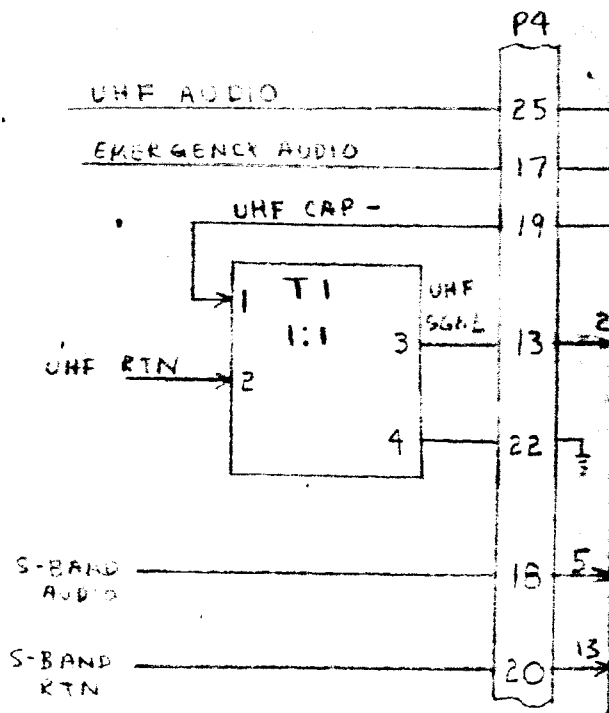 P4
UHF AUDIO 25
EMERGENCY AUDIO 17
UHF CAP - 19
1 T1 UHF
1:1 SGNL
3 13 2
UHF RTN 2
4 22
S-BAND 18 5
AUDIO
S-BAND 20 13
RTN